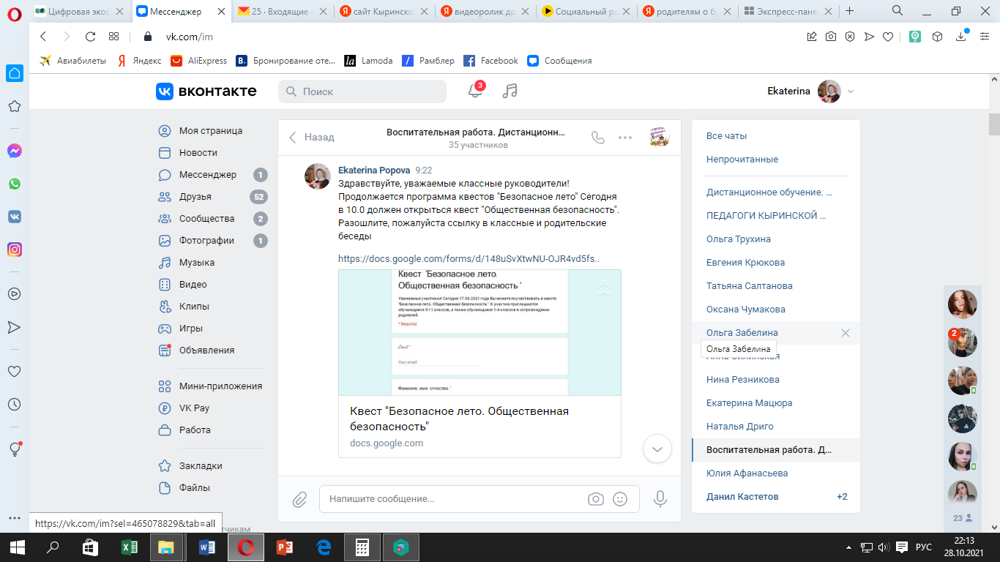 Цифровая экос
Мессенджер
25 · Входящие –
сайт Кыринско
видеоролик др
Социальный ро
родителям о бу
Экспресс-пане
vk.com/im
Авиабилеты
Яндекс
AliExpress
Бронирование оте...
Lamoda
Рамблер
Facebook
Сообщения
вконтакте
Поиск
3
Ekaterina
Моя страница
Новости
Мессенджер 1
Друзья 52
Сообщества 2
Фотографии 1
Музыка
Видео
Клипы
Игры
Объявления
Мини-приложения
VK Pay
Работа
Закладки
Файлы
Назад
Воспитательная работа. Дистанционн...
35 участников
Ekaterina Popova 9:22
Здравствуйте, уважаемые классные руководители!
Продолжается программа квестов "Безопасное лето" Сегодня
в 10.0 должен открыться квест "Общественная безопасность".
Разошлите, пожалуйста ссылку в классные и родительские
беседы
https://docs.google.com/forms/d/148uSvXtwNU-OJR4vd5fs..
Квест "Безопасное лето.
Общественная безопасность"
Уважаемые участники! Сегодня 17.06.2021 года Вы можете поучаствовать в квесте
"Безопасное лето. Общественная безопасность". К участию приглашаются
обучающиеся 5-11 классов, а также обучающиеся 1-4 классов в сопровождении
родителей.
* Required
Email *
Your email
Фамилия, имя, отчество *
Квест "Безопасное лето. Общественная
безопасность"
docs.google.com
Напишите сообщение...
Все чаты
Непрочитанные
Дистанционное обучение. ...
ПЕДАГОГИ КЫРИНСКОЙ ...
Ольга Трухина
Евгения Крюкова
Татьяна Салтанова
Оксана Чумакова
Ольга Забелина
Ольга Забелина
Нина Резникова
Екатерина Мацюра
Наталья Дриго
Воспитательная работа. Д...
Юлия Афанасьева
Данил Кастетов +2
2
23
https://vk.com/im?sel=465078829&tab=all
тчикам
РУС
22:13
28.10.2021